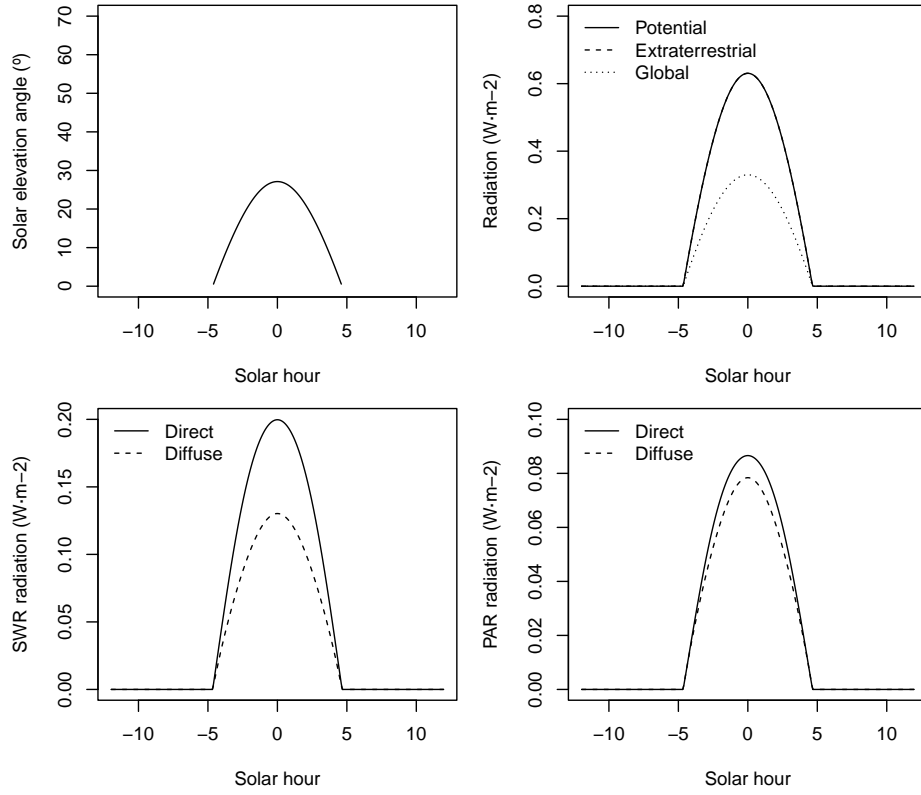 Solar elevation angle (º)
70
60
50
40
30
20
10
0
−10 −5 0 5 10
Solar hour
Radiation (W·m−2)
0.8
0.6
0.4
0.2
0.0
Potential
Extraterrestrial
Global
−10 −5 0 5 10
Solar hour
SWR radiation (W·m−2)
0.20
0.15
0.10
0.05
0.00
Direct
Diffuse
−10 −5 0 5 10
Solar hour
PAR radiation (W·m−2)
0.10
0.08
0.06
0.04
0.02
0.00
Direct
Diffuse
−10 −5 0 5 10
Solar hour